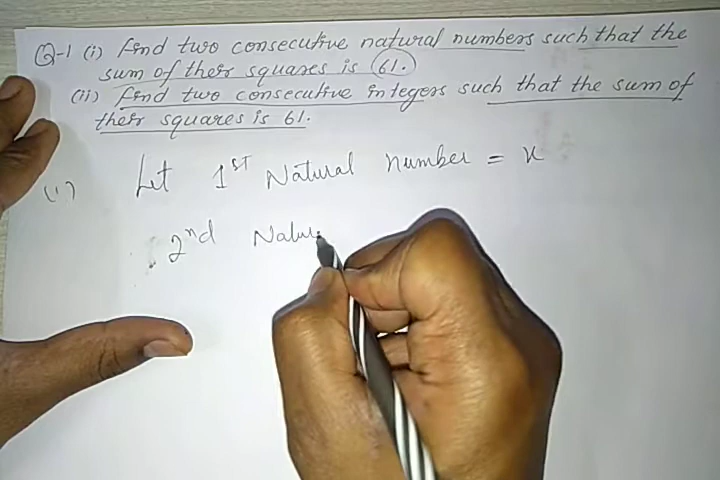 Q-1 (i) Find two consecutive natural numbers such that the
sum of their squares is 61.
(ii) Find two consecutive integers such that the sum of
their squares is 61.
(i) Let 1ST Natural number = x
2nd Natur